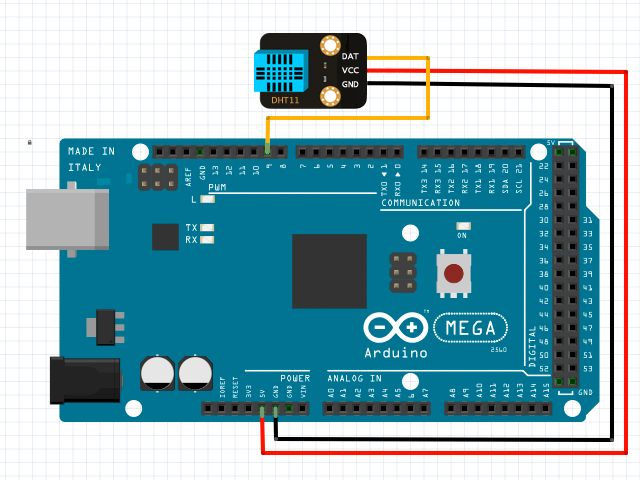 DAT
VCC
GND
DHT11
MADE IN
ITALY
AREF
GND
13
12
11
10
9
8
7
6
5
4
3
2
TX0 1
RX0 0
TX3 14
RX3 15
TX2 16
RX2 17
TX1 18
RX1 19
SDA 20
SCL 21
5V
PWM
COMMUNICATION
L
TX
RX
ON
22
24
26
28
30 31
32 33
34 35
36 37
38 39
40 41
42 43
44 45
46 47
48 49
50 51
52 53
GND
DIGITAL
TM
MEGA
2560
Arduino
POWER
ANALOG IN
IOREF
RESET
3V3
5V
GND
GND
VIN
A0
A1
A2
A3
A4
A5
A6
A7
A8
A9
A10
A11
A12
A13
A14
A15